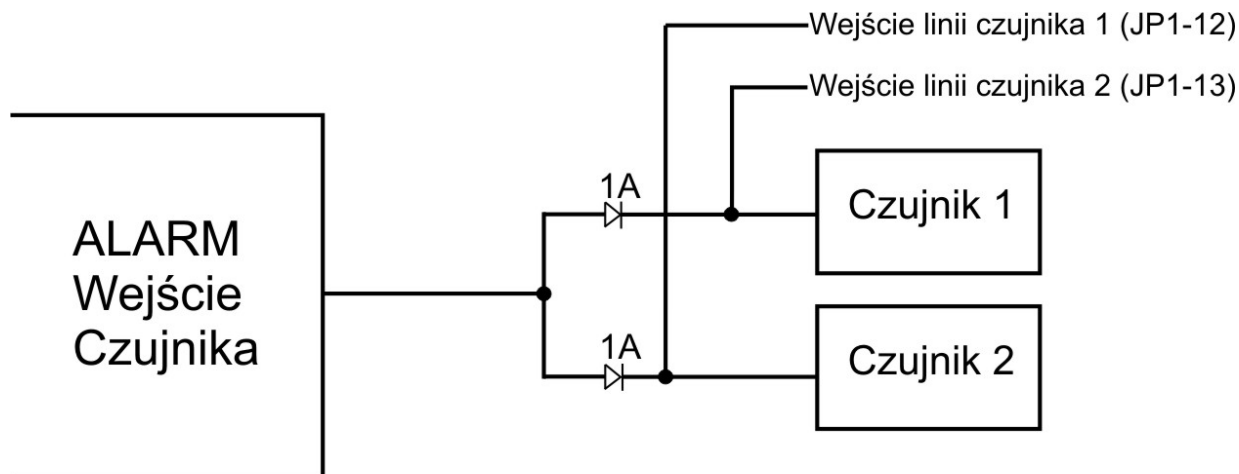 Wejście linii czujnika 1 (JP1-12)
Wejście linii czujnika 2 (JP1-13)
1A
Czujnik 1
ALARM
Wejście
Czujnika
1A
Czujnik 2